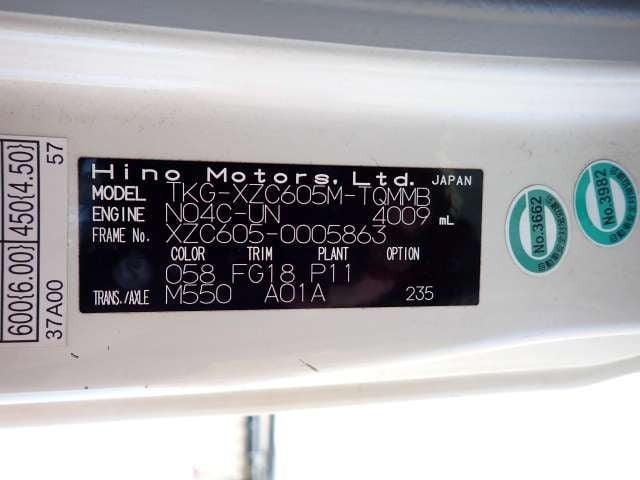 Hino Motors, Ltd. JAPAN
MODEL TKG-XZC605M-TQMMB
ENGINE N04C-UN 4009 mL
FRAME No. XZC605-0005863
COLOR TRIM PLANT OPTION
058 FG18 P11
TRANS./AXLE M550 A01A 235
600{6.00} 450{4.50}
37A00 57
No.3662
No.3982